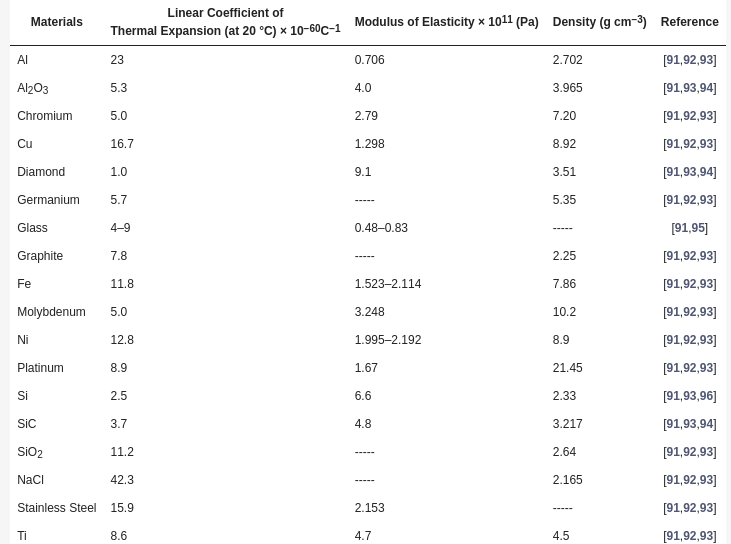 Materials Linear Coefficient of Thermal Expansion (at 20 °C) × 10−60C−1 Modulus of Elasticity × 1011 (Pa) Density (g cm−3) Reference
Al 23 0.706 2.702 [91,92,93]
Al2O3 5.3 4.0 3.965 [91,93,94]
Chromium 5.0 2.79 7.20 [91,92,93]
Cu 16.7 1.298 8.92 [91,92,93]
Diamond 1.0 9.1 3.51 [91,93,94]
Germanium 5.7 ----- 5.35 [91,92,93]
Glass 4–9 0.48–0.83 ----- [91,95]
Graphite 7.8 ----- 2.25 [91,92,93]
Fe 11.8 1.523–2.114 7.86 [91,92,93]
Molybdenum 5.0 3.248 10.2 [91,92,93]
Ni 12.8 1.995–2.192 8.9 [91,92,93]
Platinum 8.9 1.67 21.45 [91,92,93]
Si 2.5 6.6 2.33 [91,93,96]
SiC 3.7 4.8 3.217 [91,93,94]
SiO2 11.2 ----- 2.64 [91,92,93]
NaCl 42.3 ----- 2.165 [91,92,93]
Stainless Steel 15.9 2.153 ----- [91,92,93]
Ti 8.6 4.7 4.5 [91,92,93]